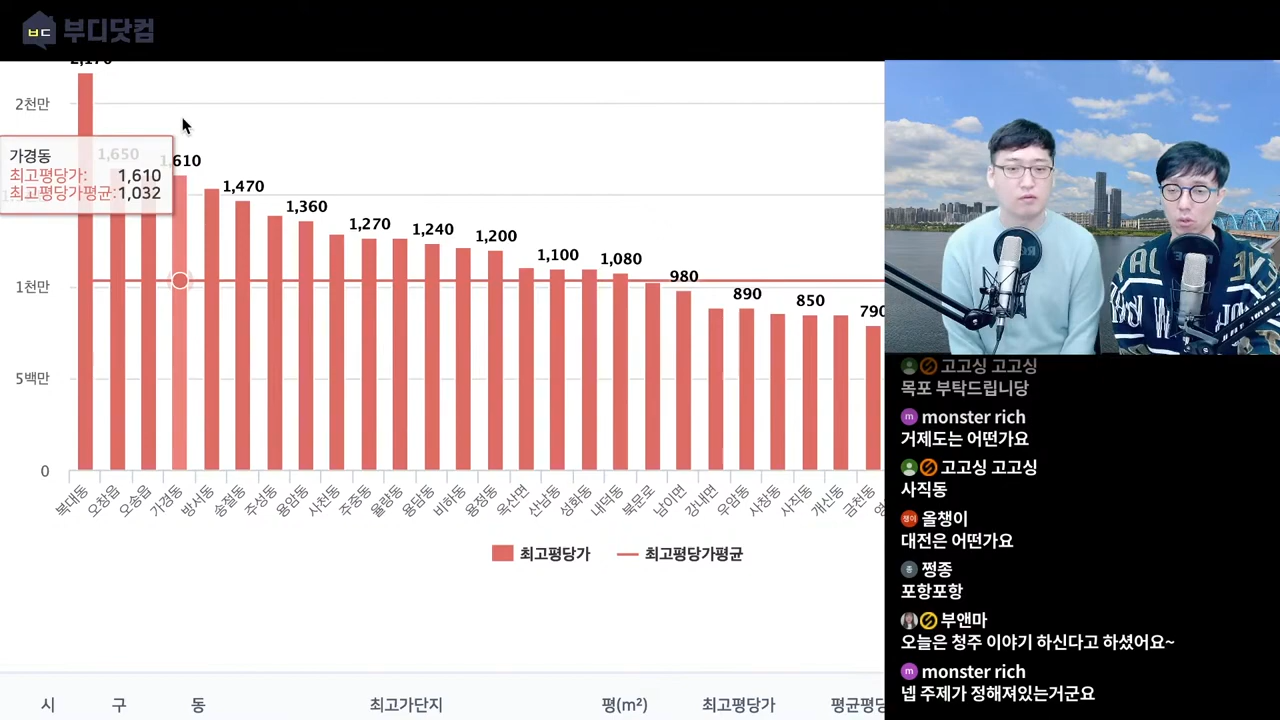 부디닷컴
2,170
2천만
1천만
5백만
0
가경동
최고평당가: 1,610
최고평당가평균: 1,032
1,650
1,610
1,470
1,360
1,270
1,240
1,200
1,100
1,080
980
890
850
790
북대동
오창읍
오송읍
가경동
방서동
송절동
주성동
용암동
사천동
주중동
율량동
용담동
비하동
용정동
옥산면
산남동
성화동
내덕동
북문로
남이면
강내면
우암동
사창동
사직동
개신동
금천동
최고평당가
최고평당가평균
시 구 동 최고가단지 평(m²) 최고평당가 평균평당
고고싱 고고싱
목포 부탁드립니당
monster rich
거제도는 어떤가요
고고싱 고고싱
사직동
올챙이
대전은 어떤가요
쩡종
포항포항
부앤마
오늘은 청주 이야기 하신다고 하셨어요~
monster rich
넵 주제가 정해져있는거군요